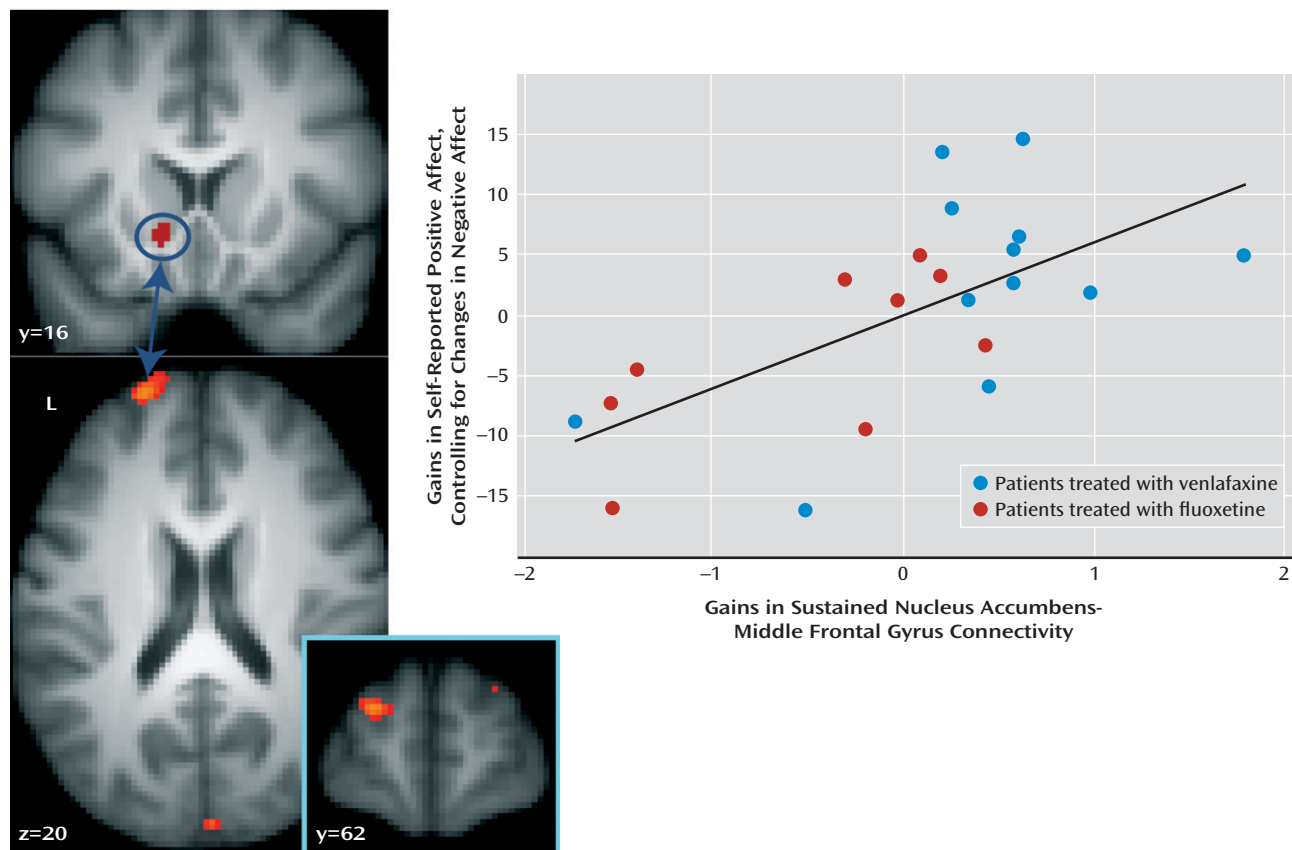 y=16
L
z=20
y=62
Gains in Self-Reported Positive Affect,
Controlling for Changes in Negative Affect
15
10
5
0
−5
−10
−15
Patients treated with venlafaxine
Patients treated with fluoxetine
−2 −1 0 1 2
Gains in Sustained Nucleus Accumbens-
Middle Frontal Gyrus Connectivity